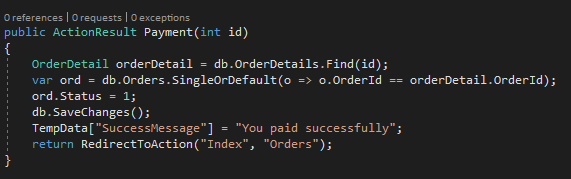 0 references | 0 requests | 0 exceptions
public ActionResult Payment(int id)
{
OrderDetail orderDetail = db.OrderDetails.Find(id);
var ord = db.Orders.SingleOrDefault(o => o.OrderId == orderDetail.OrderId);
ord.Status = 1;
db.SaveChanges();
TempData["SuccessMessage"] = "You paid successfully";
return RedirectToAction("Index", "Orders");
}